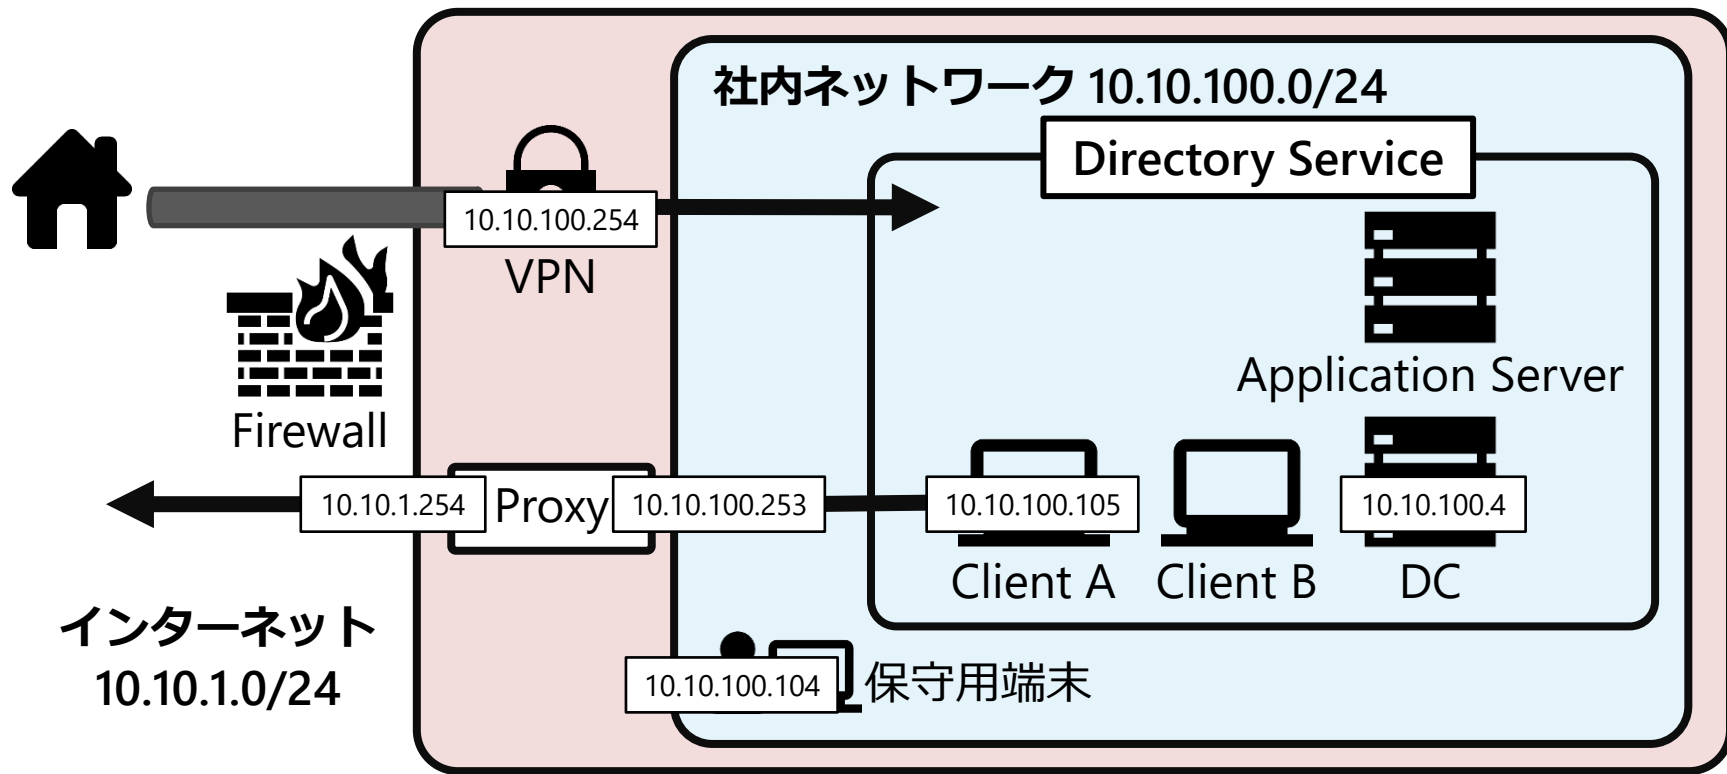 社内ネットワーク 10.10.100.0/24
Directory Service
10.10.100.254
VPN
Firewall
Application Server
10.10.1.254
Proxy
10.10.100.253
10.10.100.105
10.10.100.4
Client A
Client B
DC
インターネット
10.10.1.0/24
10.10.100.104
保守用端末